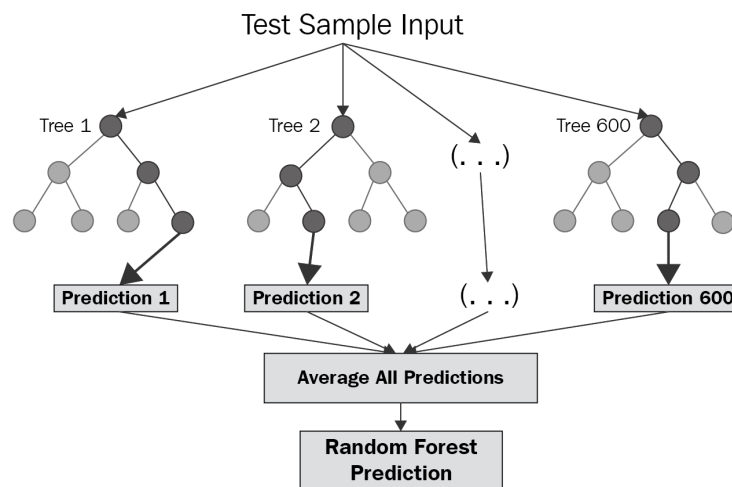 Test Sample Input
Tree 1
Tree 2
(. . .)
Tree 600
Prediction 1
Prediction 2
(. . .)
Prediction 600
Average All Predictions
Random Forest
Prediction